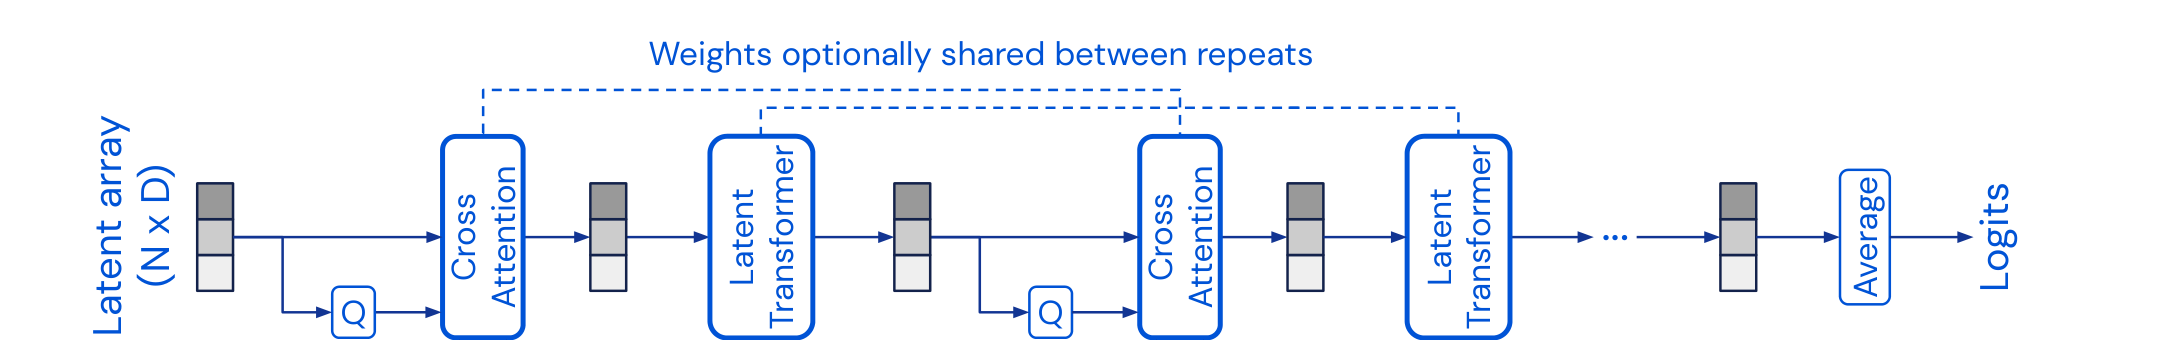 Weights optionally shared between repeats
Latent array
(N x D)
Q
Cross
Attention
Latent
Transformer
Q
Cross
Attention
Latent
Transformer
...
Average
Logits